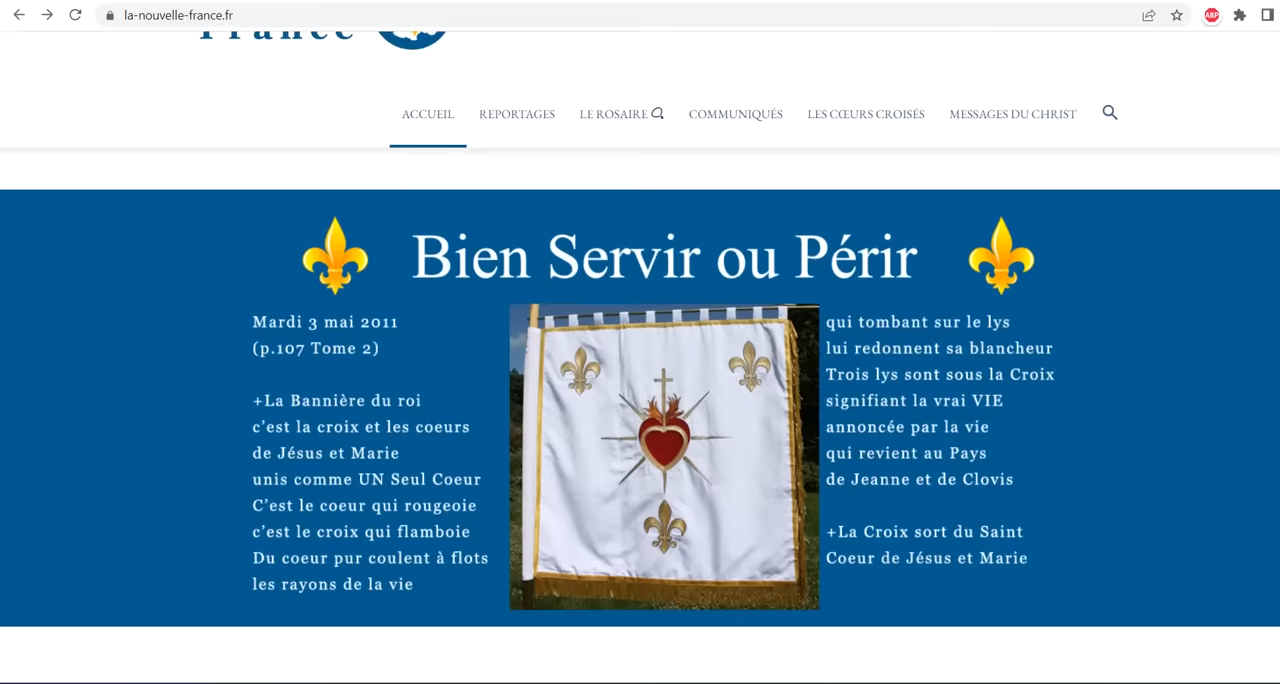 la-nouvelle-france.fr
ABP
France
ACCUEIL REPORTAGES LE ROSAIRE COMMUNIQUÉS LES CŒURS CROISÉS MESSAGES DU CHRIST
Bien Servir ou Périr
Mardi 3 mai 2011
(p.107 Tome 2)
+La Bannière du roi
c’est la croix et les coeurs
de Jésus et Marie
unis comme UN Seul Coeur
C’est le coeur qui rougeoie
c’est le croix qui flamboie
Du coeur pur coulent à flots
les rayons de la vie
qui tombant sur le lys
lui redonnent sa blancheur
Trois lys sont sous la Croix
signifiant la vrai VIE
annoncée par la vie
qui revient au Pays
de Jeanne et de Clovis
+La Croix sort du Saint
Coeur de Jésus et Marie